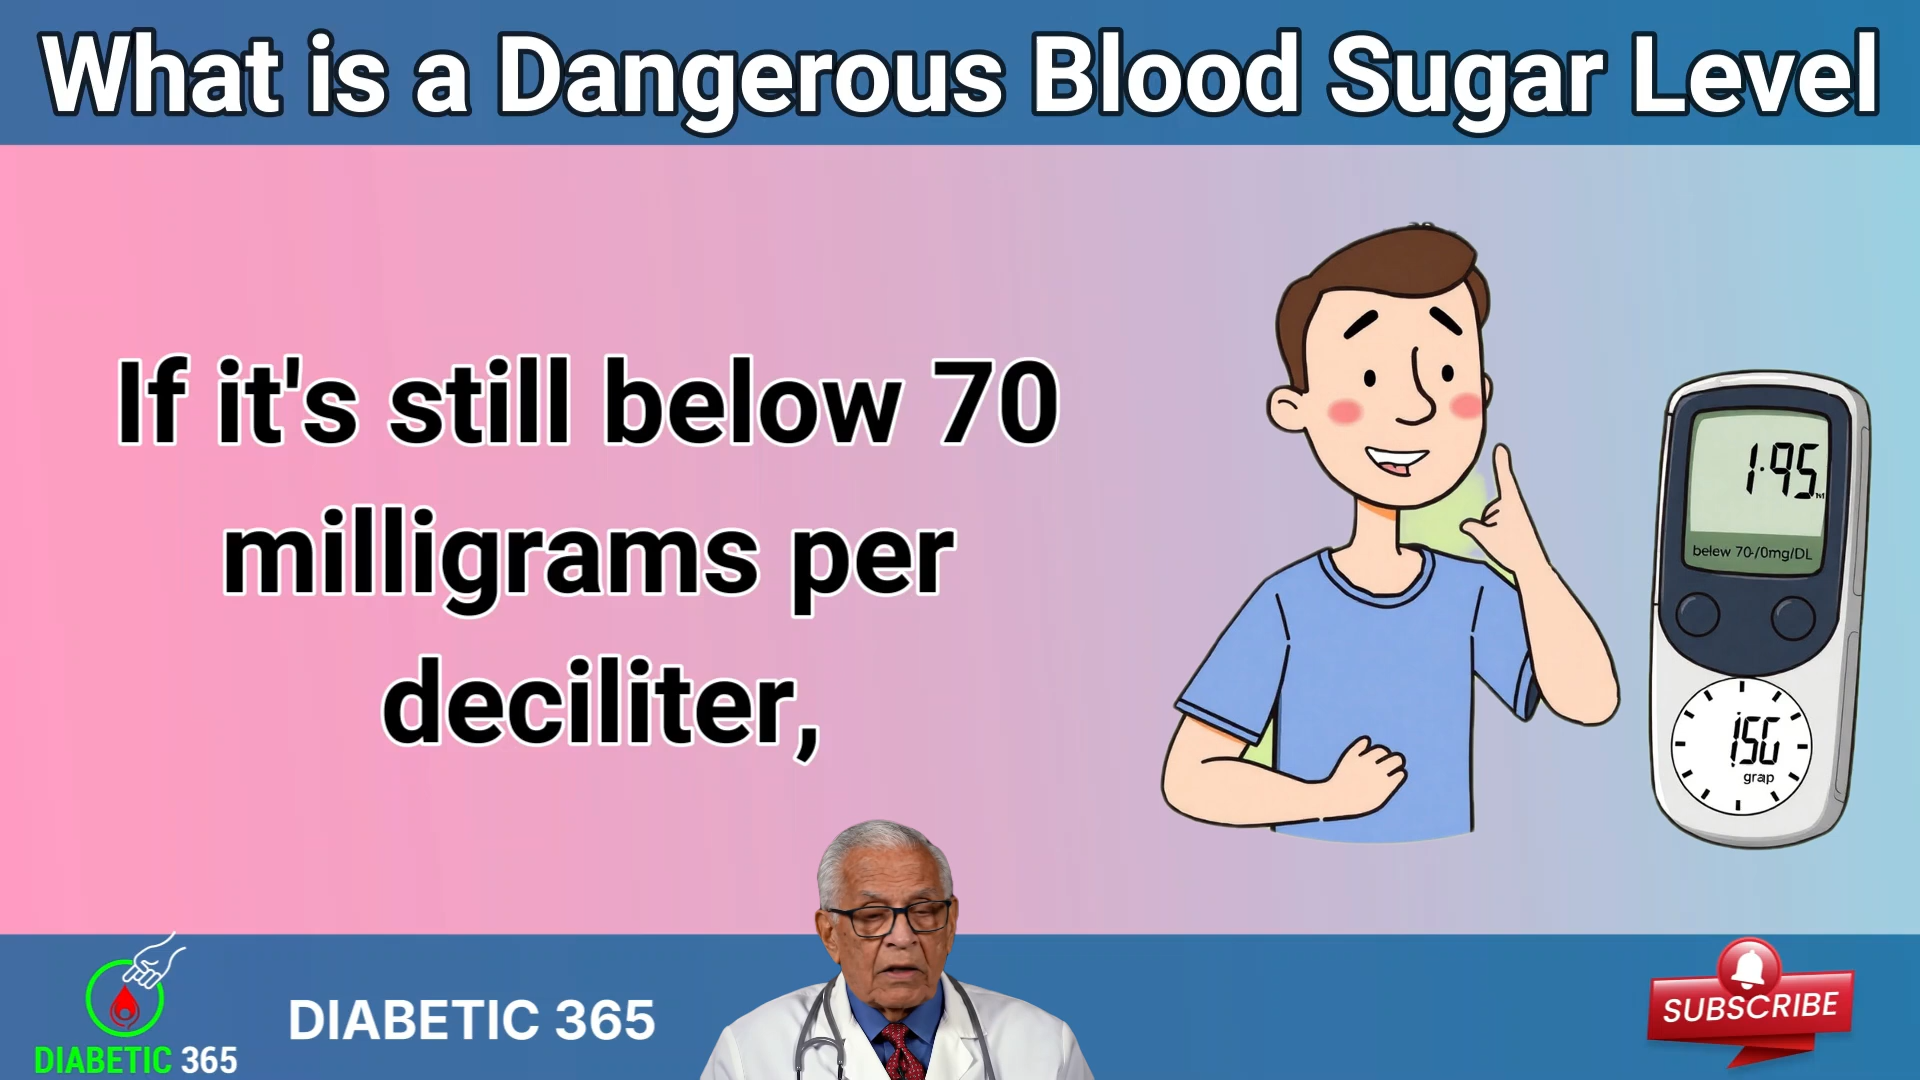 What is a Dangerous Blood Sugar Level
If it's still below 70
milligrams per
deciliter,
1·95
belew 70-/0mg/DL
grap
DIABETIC 365
DIABETIC 365
SUBSCRIBE